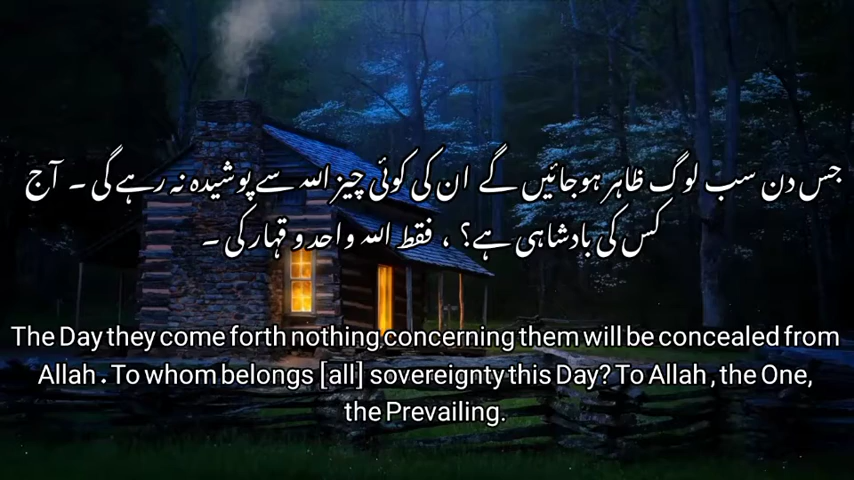 جس دن سب لوگ ظاہر ہوجائیں گے ان کی کوئی چیز اللہ سے پوشیدہ نہ رہے گی ۔ آج
کس کی بادشاہی ہے؟ ، فقط اللہ واحد و قہار کی ۔
The Day they come forth nothing concerning them will be concealed from
Allah . To whom belongs [all] sovereignty this Day? To Allah , the One,
the Prevailing.